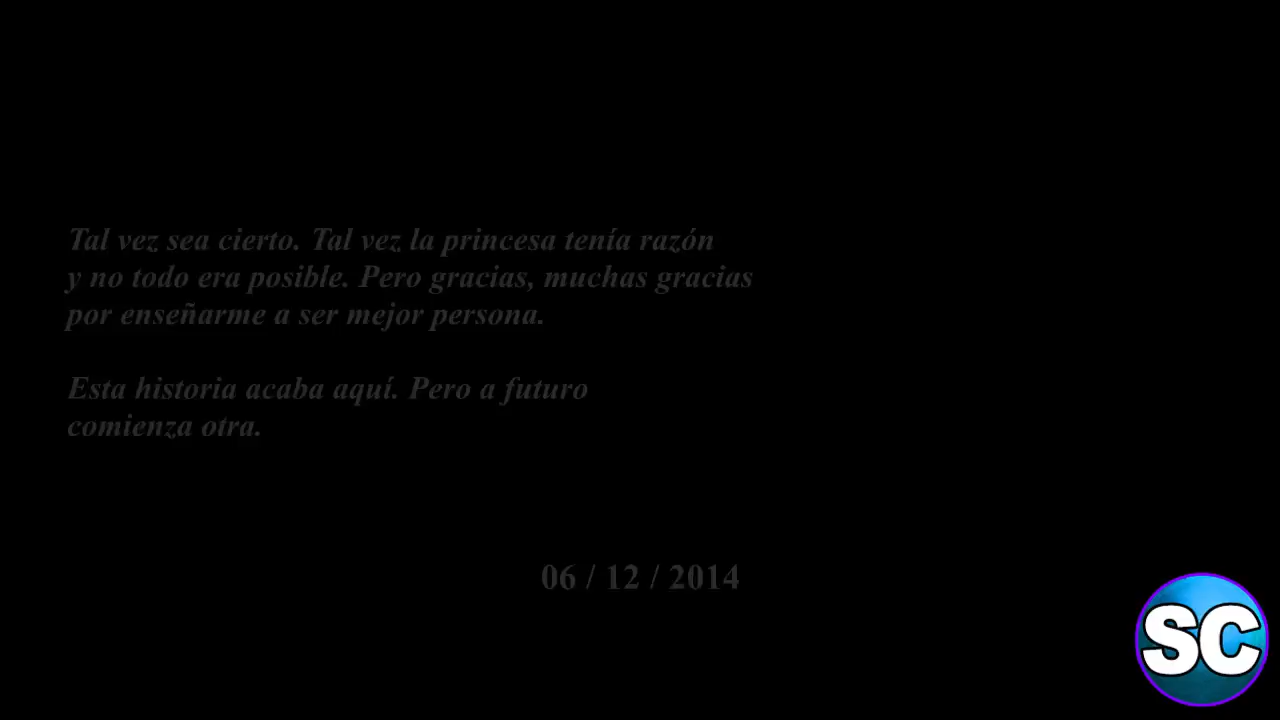 Tal vez sea cierto. Tal vez la princesa tenía razón
y no todo era posible. Pero gracias, muchas gracias
por enseñarme a ser mejor persona.
Esta historia acaba aquí. Pero a futuro
comienza otra.
06 / 12 / 2014
SC